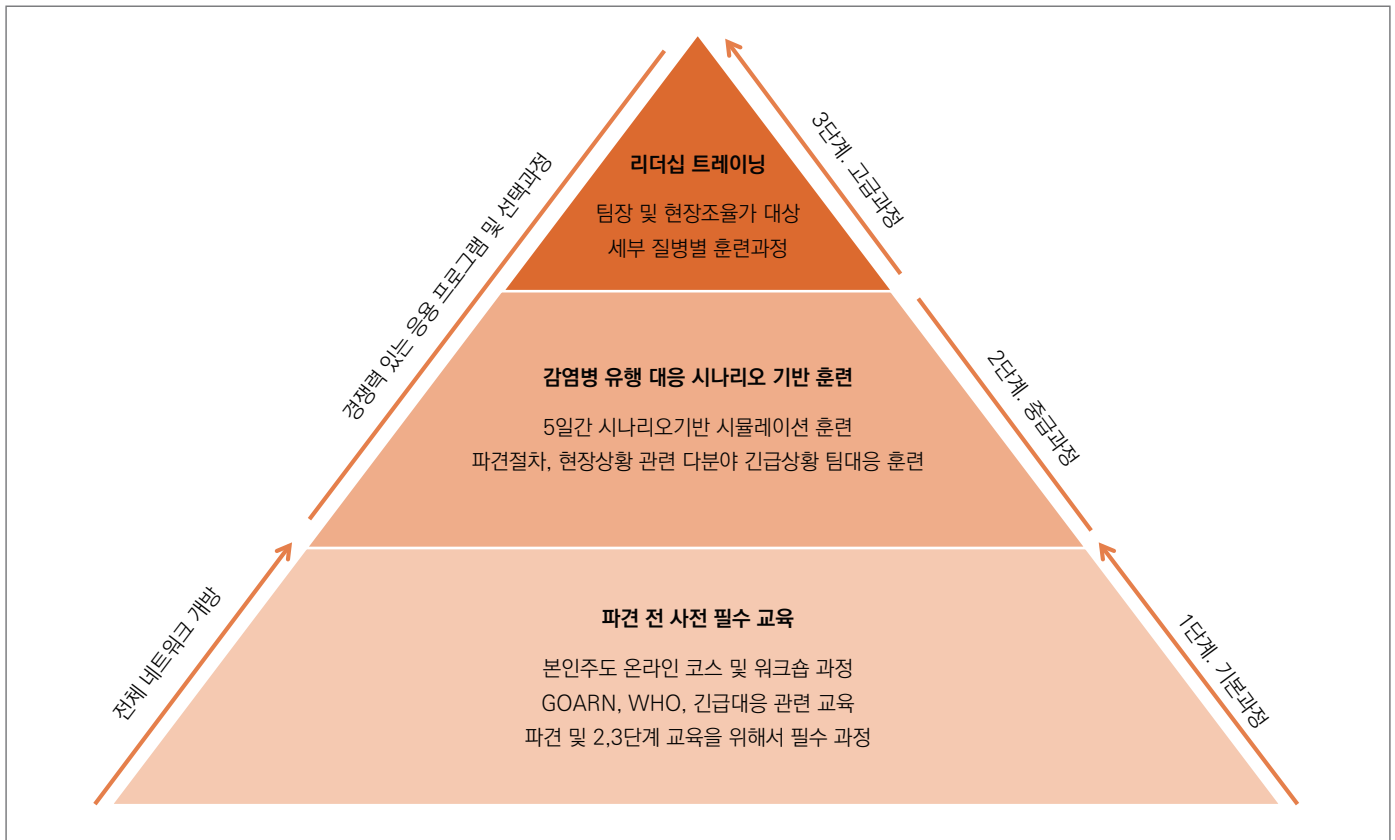 리더십 트레이닝
팀장 및 현장조율가 대상
세부 질병별 훈련과정
3단계. 고급과정
경쟁력 있는 응용 프로그램 및 선택과정
감염병 유행 대응 시나리오 기반 훈련
5일간 시나리오기반 시뮬레이션 훈련
파견절차, 현장상황 관련 다분야 긴급상황 팀대응 훈련
2단계. 중급과정
전체 네트워크 개방
파견 전 사전 필수 교육
본인주도 온라인 코스 및 워크숍 과정
GOARN, WHO, 긴급대응 관련 교육
파견 및 2,3단계 교육을 위해서 필수 과정
1단계. 기본과정